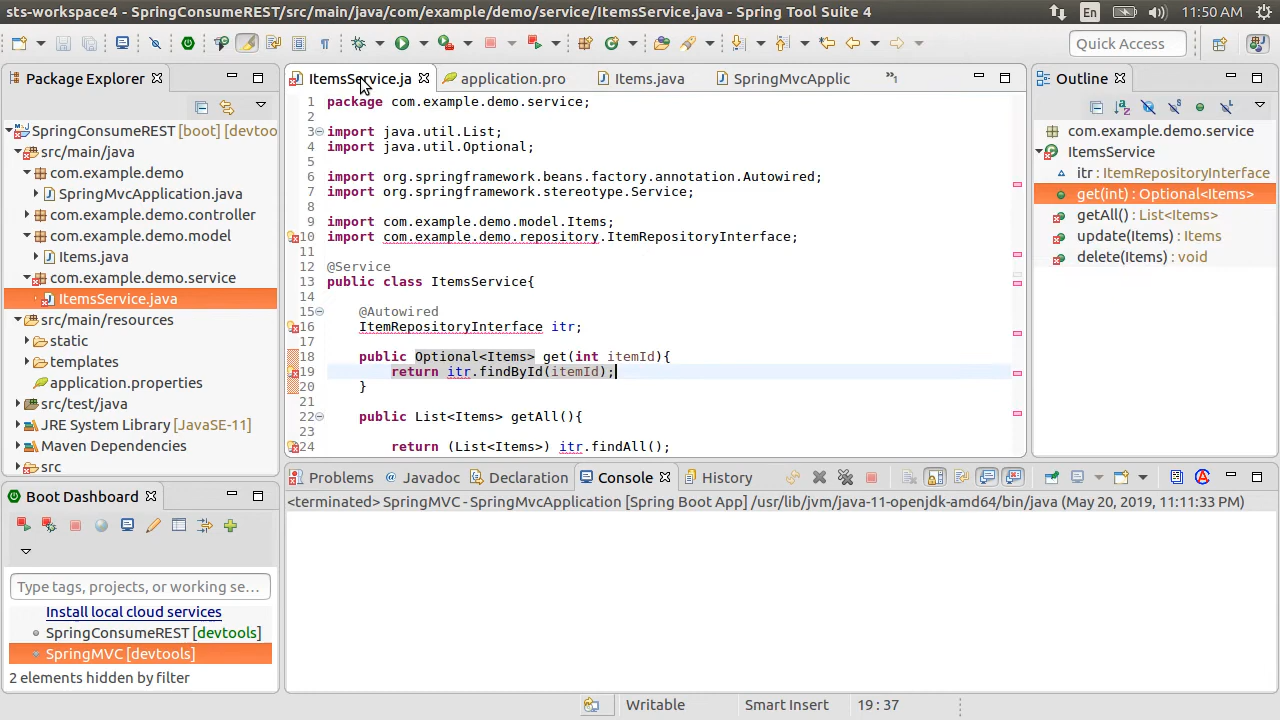 sts-workspace4 - SpringConsumeREST/src/main/java/com/example/demo/service/ItemsService.java - Spring Tool Suite 4
En
11:50 AM
Quick Access
Package Explorer
SpringConsumeREST [boot] [devtoo
src/main/java
com.example.demo
SpringMvcApplication.java
com.example.demo.controller
com.example.demo.model
Items.java
com.example.demo.service
ItemsService.java
src/main/resources
static
templates
application.properties
src/test/java
JRE System Library [JavaSE-11]
Maven Dependencies
src
Boot Dashboard
Type tags, projects, or working se...
Install local cloud services
SpringConsumeREST [devtools]
SpringMVC [devtools]
2 elements hidden by filter
ItemsService.ja
application.pro
Items.java
SpringMvcApplic
»1
1 package com.example.demo.service;
2
3 import java.util.List;
4 import java.util.Optional;
5
6 import org.springframework.beans.factory.annotation.Autowired;
7 import org.springframework.stereotype.Service;
8
9 import com.example.demo.model.Items;
10 import com.example.demo.repository.ItemRepositoryInterface;
11
12 @Service
13 public class ItemsService{
14
15 @Autowired
16 ItemRepositoryInterface itr;
17
18 public Optional<Items> get(int itemId){
19 return itr.findById(itemId);
20 }
21
22 public List<Items> getAll(){
23
24 return (List<Items>) itr.findAll();
Outline
com.example.demo.service
ItemsService
itr : ItemRepositoryInterface
get(int) : Optional<Items>
getAll() : List<Items>
update(Items) : Items
delete(Items) : void
Problems
@ Javadoc
Declaration
Console
History
<terminated> SpringMVC - SpringMvcApplication [Spring Boot App] /usr/lib/jvm/java-11-openjdk-amd64/bin/java (May 20, 2019, 11:11:33 PM)
Writable
Smart Insert
19 : 37